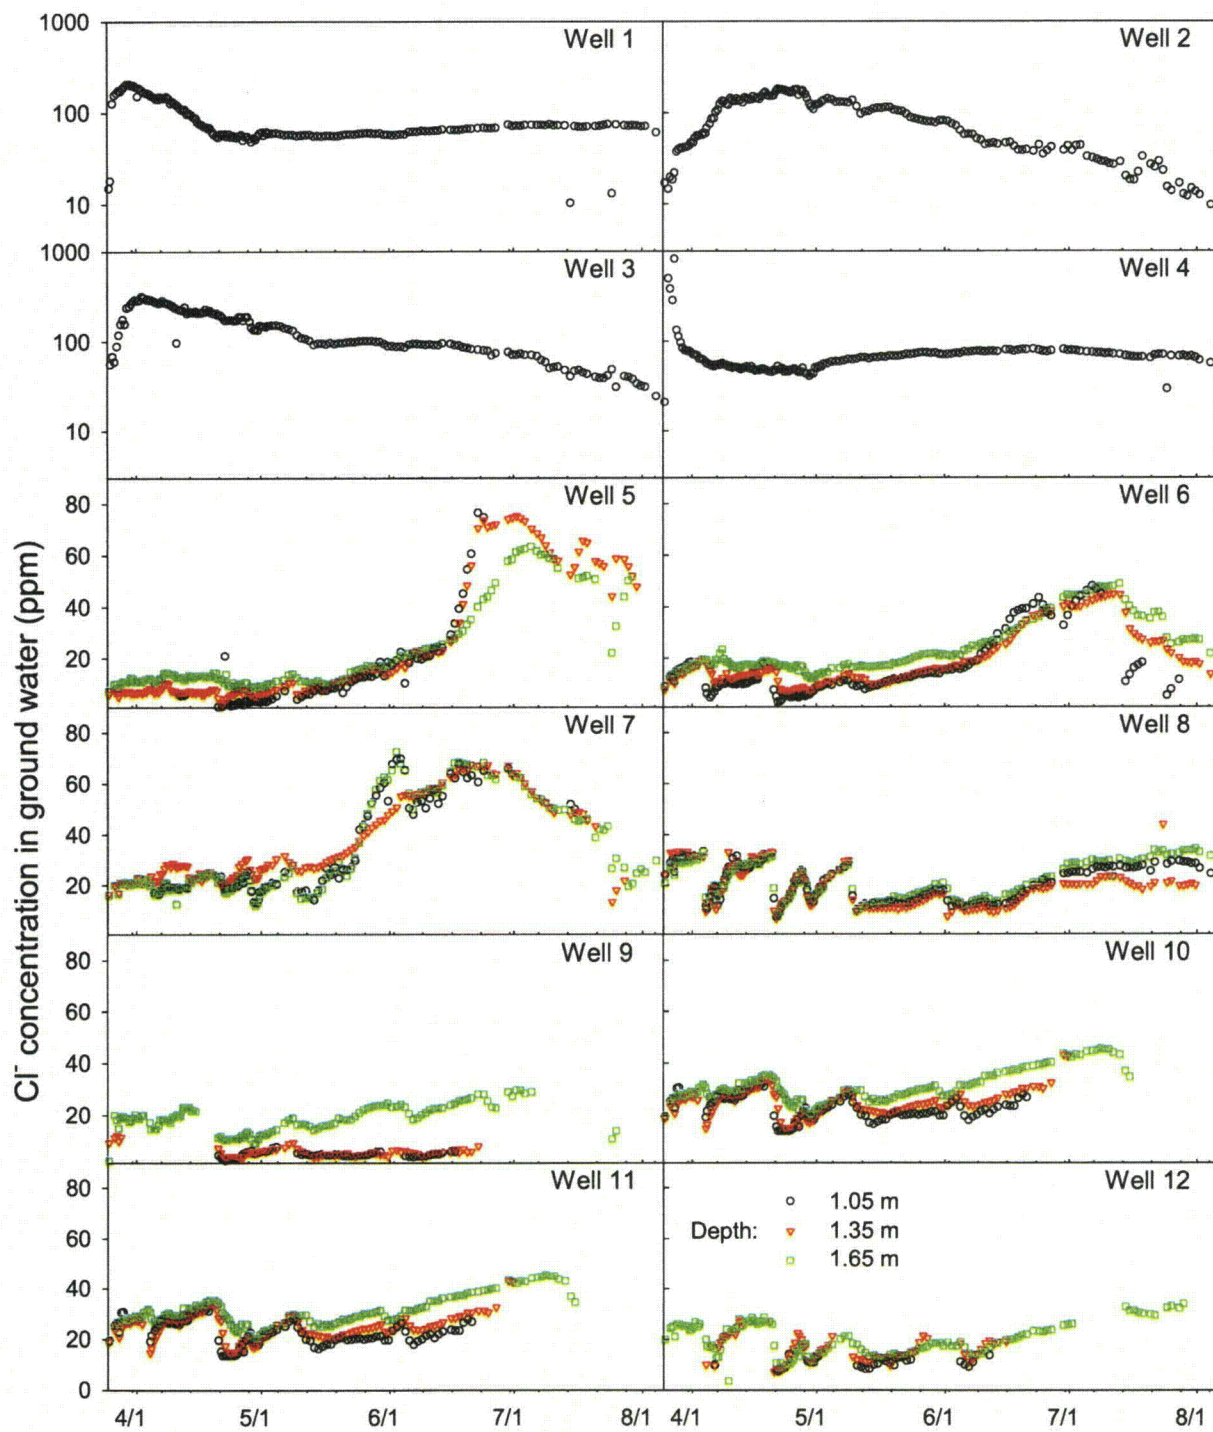 1000
Well 1
Well 2
100
10
1000
Well 3
Well 4
100
10
Well 5
Well 6
80
60
40
20
Well 7
Well 8
80
60
40
20
Well 9
Well 10
80
60
40
20
Well 11
Well 12
80
60
40
20
0
Depth:
1.05 m
1.35 m
1.65 m
4/1 5/1 6/1 7/1 8/1 4/1 5/1 6/1 7/1 8/1
Cl⁻ concentration in ground water (ppm)